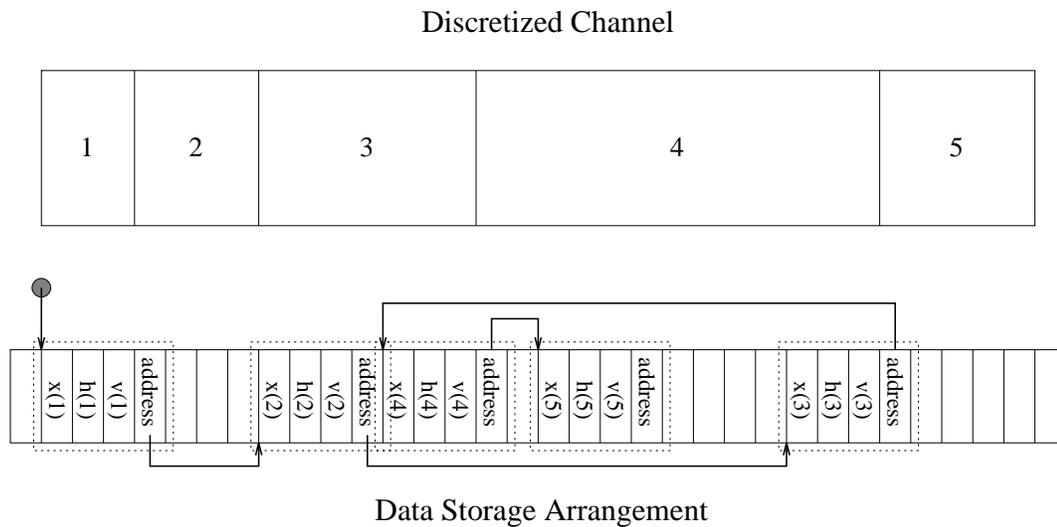 Discretized Channel
1 2 3 4 5
x(1) h(1) v(1) address x(2) h(2) v(2) address x(4) h(4) v(4) address x(5) h(5) v(5) address x(3) h(3) v(3) address
Data Storage Arrangement